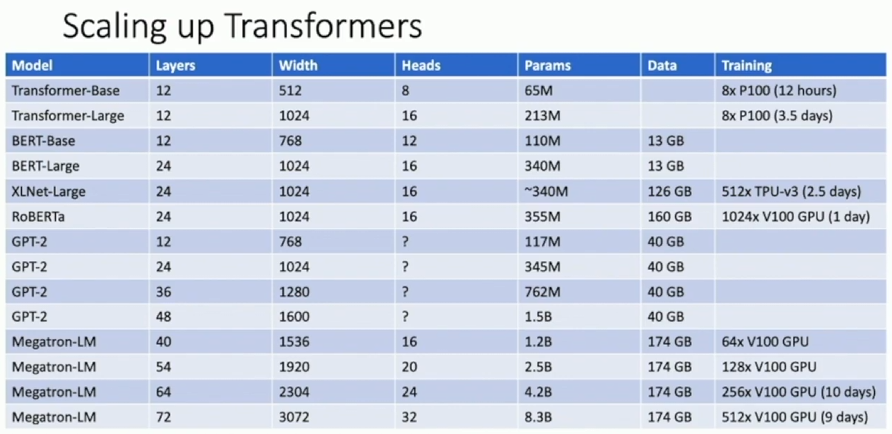 Scaling up Transformers
Model Layers Width Heads Params Data Training
Transformer-Base 12 512 8 65M 8x P100 (12 hours)
Transformer-Large 12 1024 16 213M 8x P100 (3.5 days)
BERT-Base 12 768 12 110M 13 GB
BERT-Large 24 1024 16 340M 13 GB
XLNet-Large 24 1024 16 ~340M 126 GB 512x TPU-v3 (2.5 days)
RoBERTa 24 1024 16 355M 160 GB 1024x V100 GPU (1 day)
GPT-2 12 768 ? 117M 40 GB
GPT-2 24 1024 ? 345M 40 GB
GPT-2 36 1280 ? 762M 40 GB
GPT-2 48 1600 ? 1.5B 40 GB
Megatron-LM 40 1536 16 1.2B 174 GB 64x V100 GPU
Megatron-LM 54 1920 20 2.5B 174 GB 128x V100 GPU
Megatron-LM 64 2304 24 4.2B 174 GB 256x V100 GPU (10 days)
Megatron-LM 72 3072 32 8.3B 174 GB 512x V100 GPU (9 days)